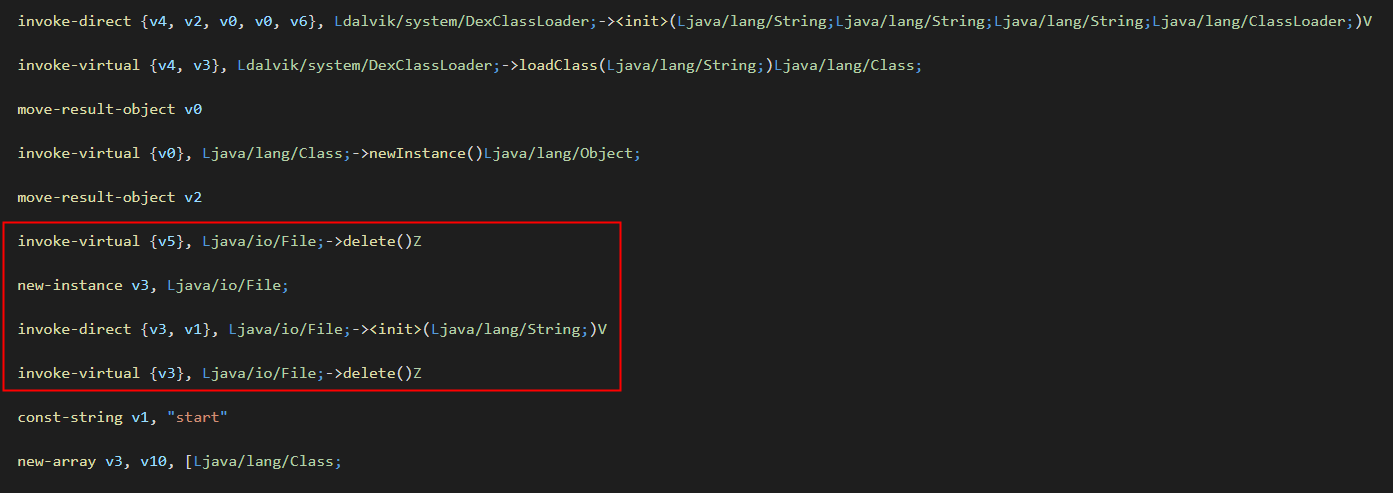 invoke-direct {v4, v2, v0, v0, v6}, Ldalvik/system/DexClassLoader;-><init>(Ljava/lang/String;Ljava/lang/String;Ljava/lang/String;Ljava/lang/ClassLoader;)V
invoke-virtual {v4, v3}, Ldalvik/system/DexClassLoader;->loadClass(Ljava/lang/String;)Ljava/lang/Class;
move-result-object v0
invoke-virtual {v0}, Ljava/lang/Class;->newInstance()Ljava/lang/Object;
move-result-object v2
invoke-virtual {v5}, Ljava/io/File;->delete()Z
new-instance v3, Ljava/io/File;
invoke-direct {v3, v1}, Ljava/io/File;-><init>(Ljava/lang/String;)V
invoke-virtual {v3}, Ljava/io/File;->delete()Z
const-string v1, "start"
new-array v3, v10, [Ljava/lang/Class;